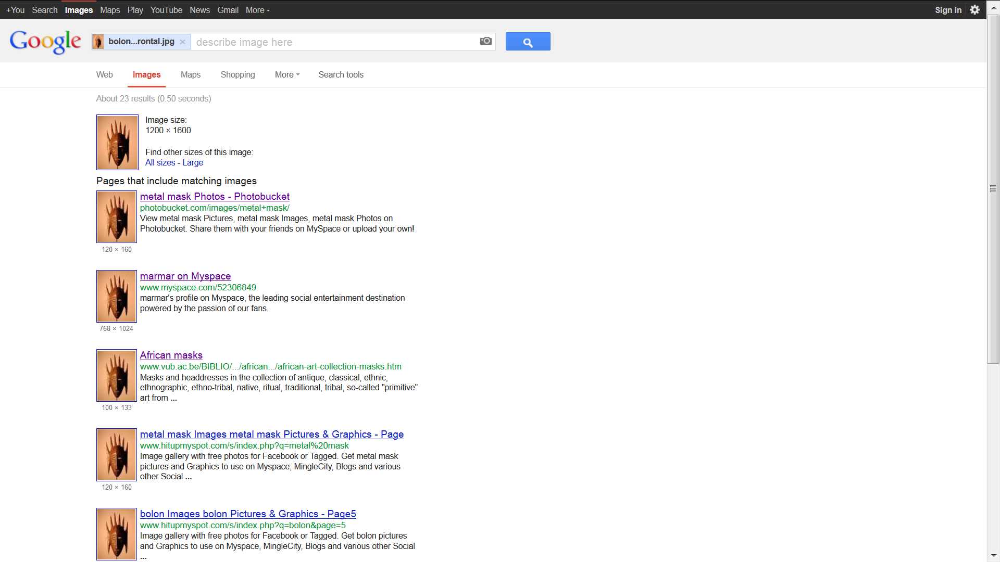 +You Search Images Maps Play YouTube News Gmail More
Sign in
Google
bolon...rontal.jpg × describe image here
Web Images Maps Shopping More Search tools
About 23 results (0.50 seconds)
Image size:
1200 × 1600
Find other sizes of this image:
All sizes - Large
Pages that include matching images
metal mask Photos - Photobucket
photobucket.com/images/metal+mask/
View metal mask Pictures, metal mask Images, metal mask Photos on
Photobucket. Share them with your friends on MySpace or upload your own!
120 × 160
marmar on Myspace
www.myspace.com/52306849
marmar's profile on Myspace, the leading social entertainment destination
powered by the passion of our fans.
768 × 1024
African masks
www.vub.ac.be/BIBLIO/.../african.../african-art-collection-masks.htm
Masks and headdresses in the collection of antique, classical, ethnic,
ethnographic, ethno-tribal, native, ritual, traditional, tribal, so-called "primitive"
art from ...
100 × 133
metal mask Images metal mask Pictures & Graphics - Page
www.hitupmyspot.com/s/index.php?q=metal%20mask
Image gallery with free photos for Facebook or Tagged. Get metal mask
pictures and Graphics to use on Myspace, MingleCity, Blogs and various
other Social ...
120 × 160
bolon Images bolon Pictures & Graphics - Page5
www.hitupmyspot.com/s/index.php?q=bolon&page=5
Image gallery with free photos for Facebook or Tagged. Get bolon pictures
and Graphics to use on Myspace, MingleCity, Blogs and various other Social
...